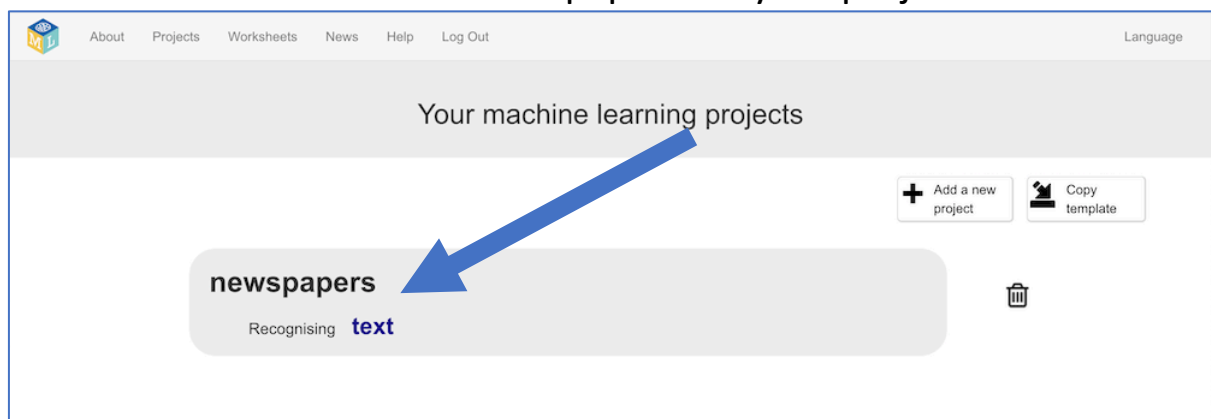 ML
About Projects Worksheets News Help Log Out Language
Your machine learning projects
Add a new
project
Copy
template
newspapers
Recognising text